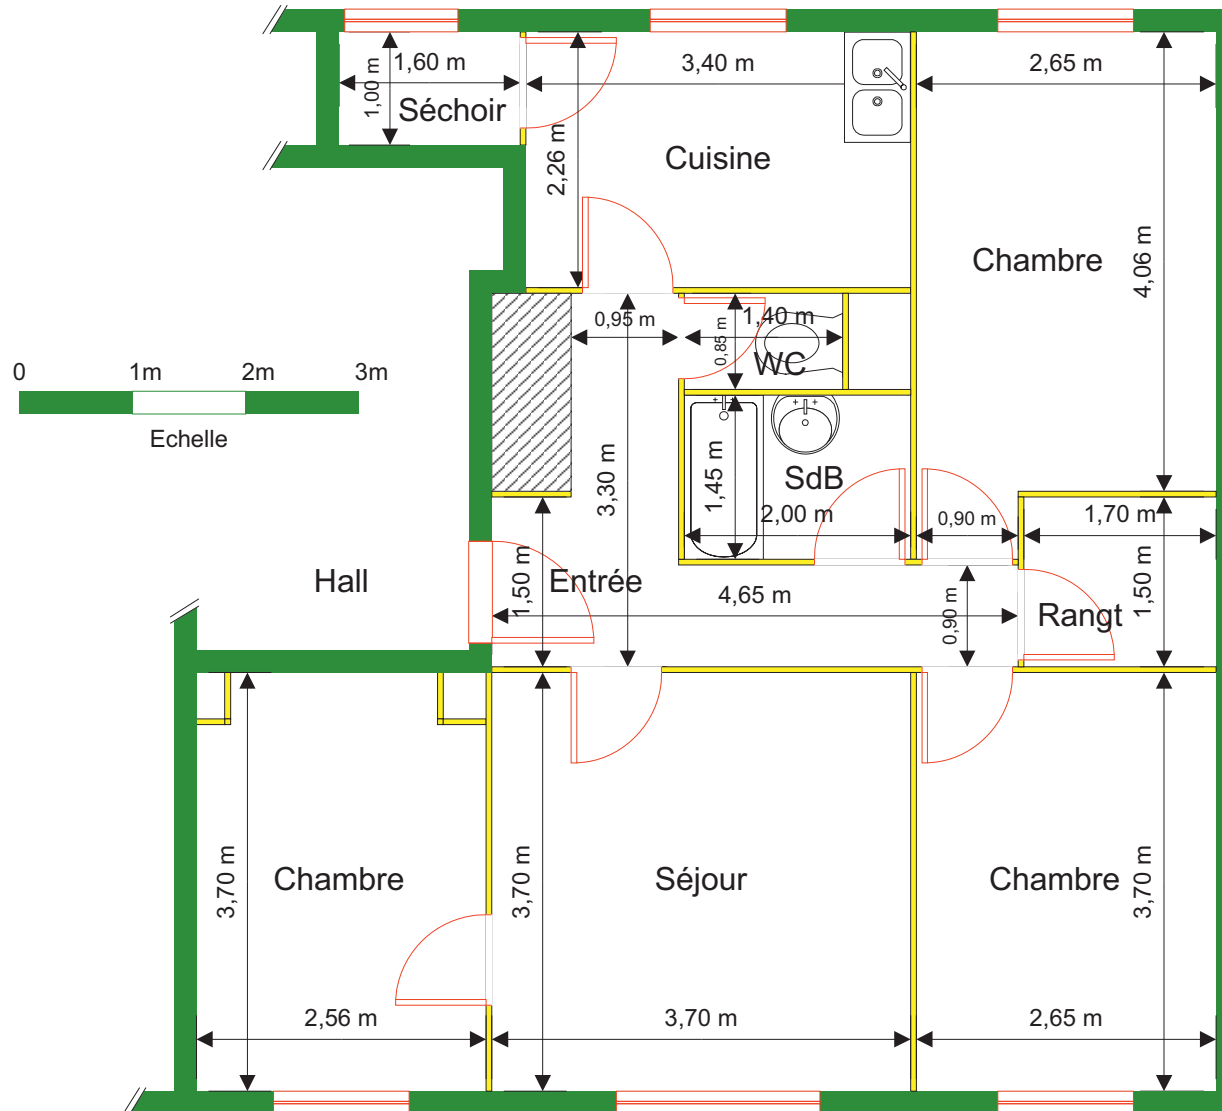 1,60 m
3,40 m
2,65 m
1,00 m
Séchoir
2,26 m
Cuisine
4,06 m
Chambre
0,95 m
1,40 m
0,85 m
WC
0 1m 2m 3m
Echelle
3,30 m
1,45 m
SdB
2,00 m
0,90 m
1,70 m
Hall
1,50 m
Entrée
4,65 m
0,90 m
Rangt
1,50 m
3,70 m
Chambre
3,70 m
Séjour
Chambre
3,70 m
2,56 m
3,70 m
2,65 m